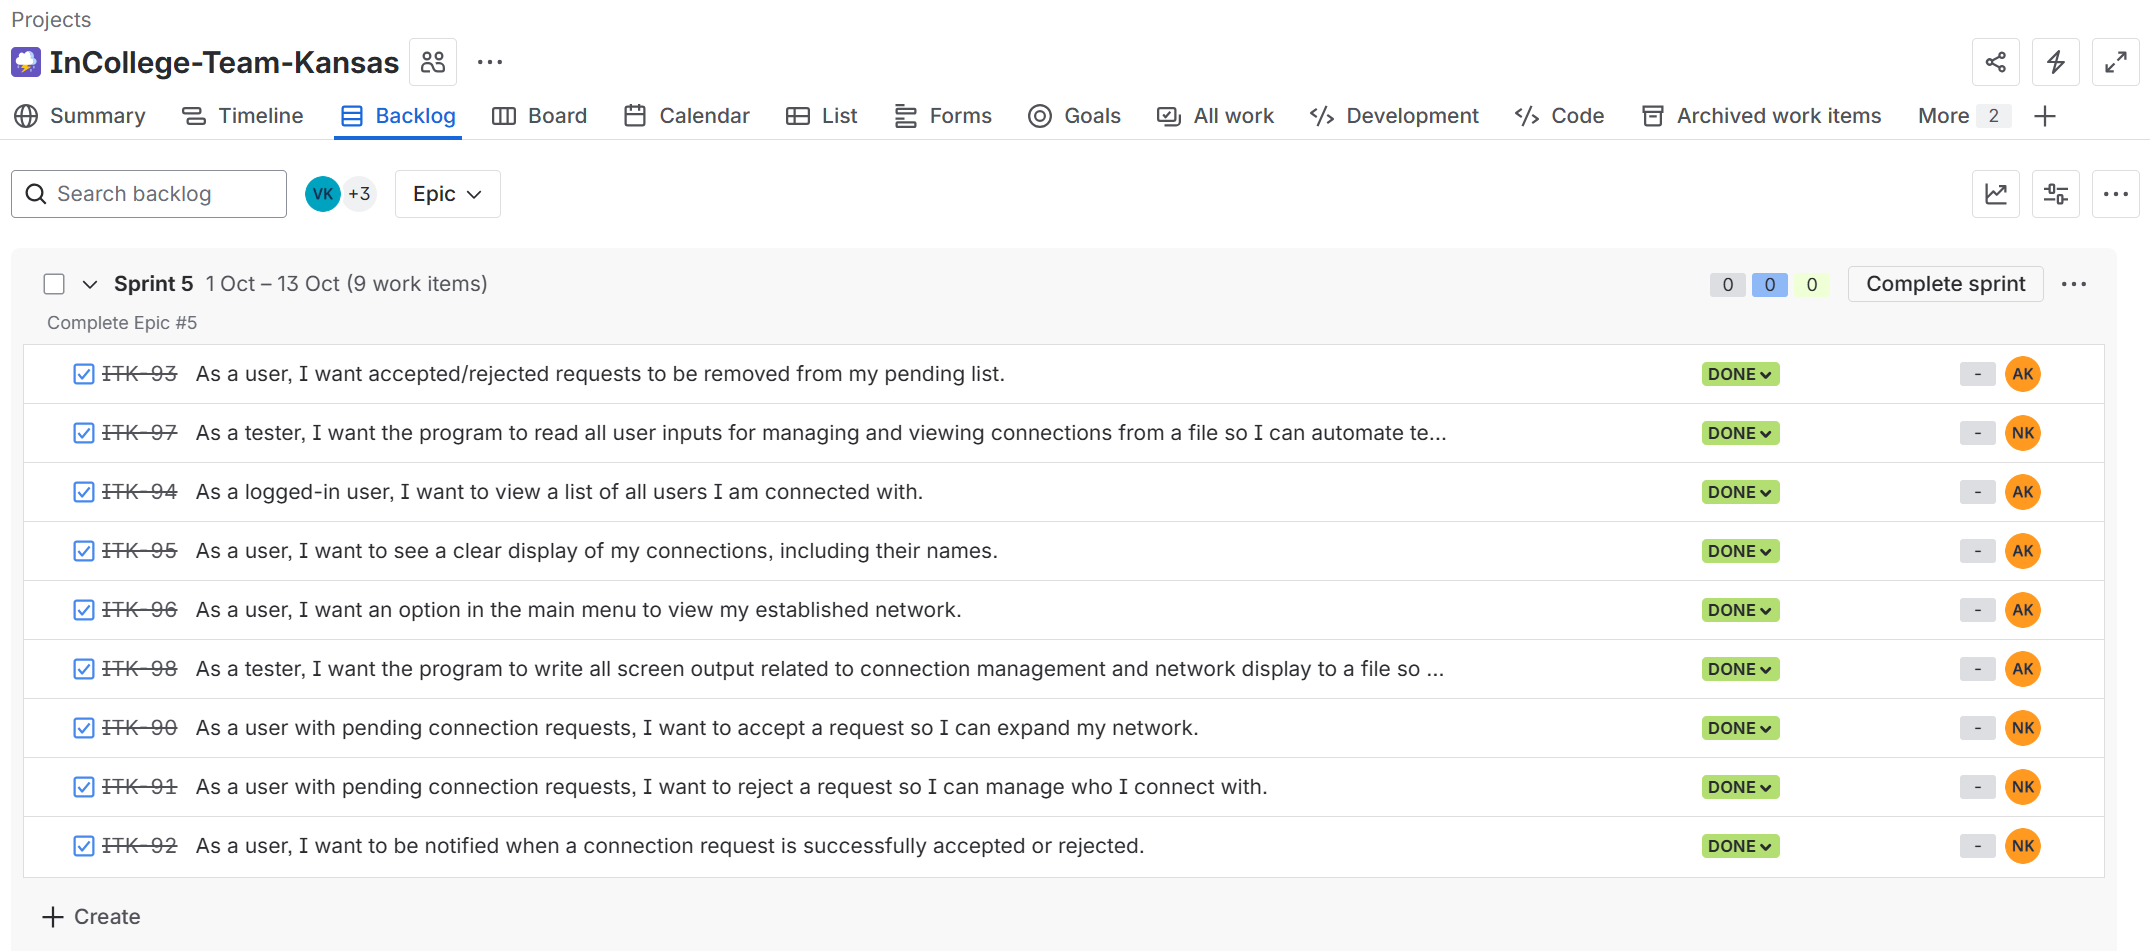 Projects
InCollege-Team-Kansas
Summary Timeline Backlog Board Calendar List Forms Goals All work Development Code Archived work items More 2
Search backlog VK +3 Epic
Sprint 5 1 Oct – 13 Oct (9 work items) 0 0 0 Complete sprint
Complete Epic #5
ITK-93 As a user, I want accepted/rejected requests to be removed from my pending list. DONE - AK
ITK-97 As a tester, I want the program to read all user inputs for managing and viewing connections from a file so I can automate te... DONE - NK
ITK-94 As a logged-in user, I want to view a list of all users I am connected with. DONE - AK
ITK-95 As a user, I want to see a clear display of my connections, including their names. DONE - AK
ITK-96 As a user, I want an option in the main menu to view my established network. DONE - AK
ITK-98 As a tester, I want the program to write all screen output related to connection management and network display to a file so ... DONE - AK
ITK-90 As a user with pending connection requests, I want to accept a request so I can expand my network. DONE - NK
ITK-91 As a user with pending connection requests, I want to reject a request so I can manage who I connect with. DONE - NK
ITK-92 As a user, I want to be notified when a connection request is successfully accepted or rejected. DONE - NK
Create